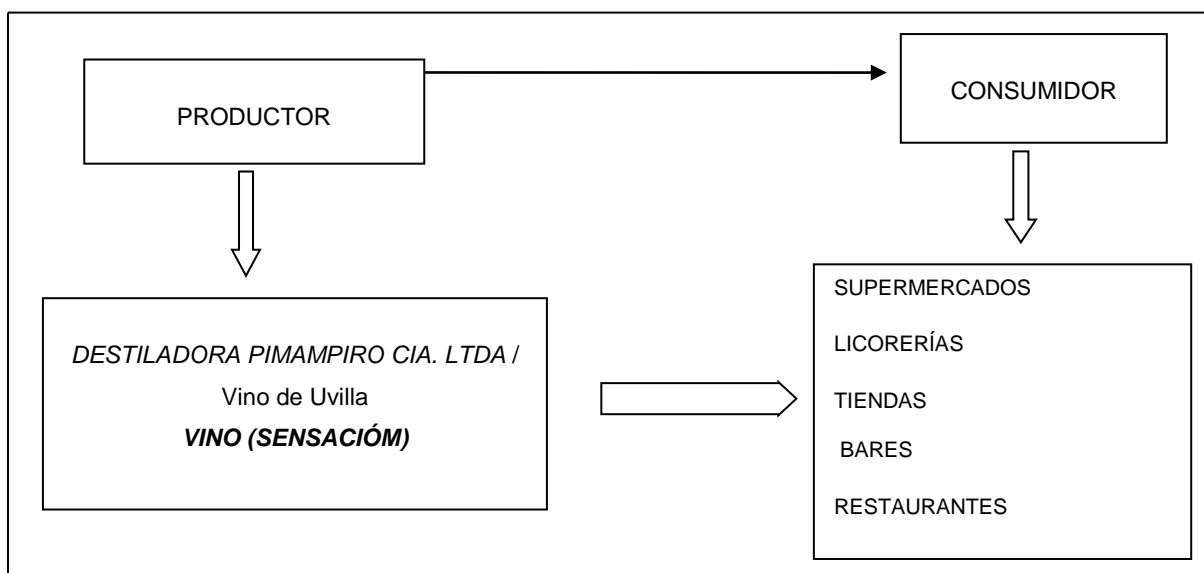 PRODUCTOR
CONSUMIDOR
DESTILADORA PIMAMPIRO CIA. LTDA /
Vino de Uvilla
VINO (SENSACIÓM)
SUPERMERCADOS
LICORERÍAS
TIENDAS
BARES
RESTAURANTES